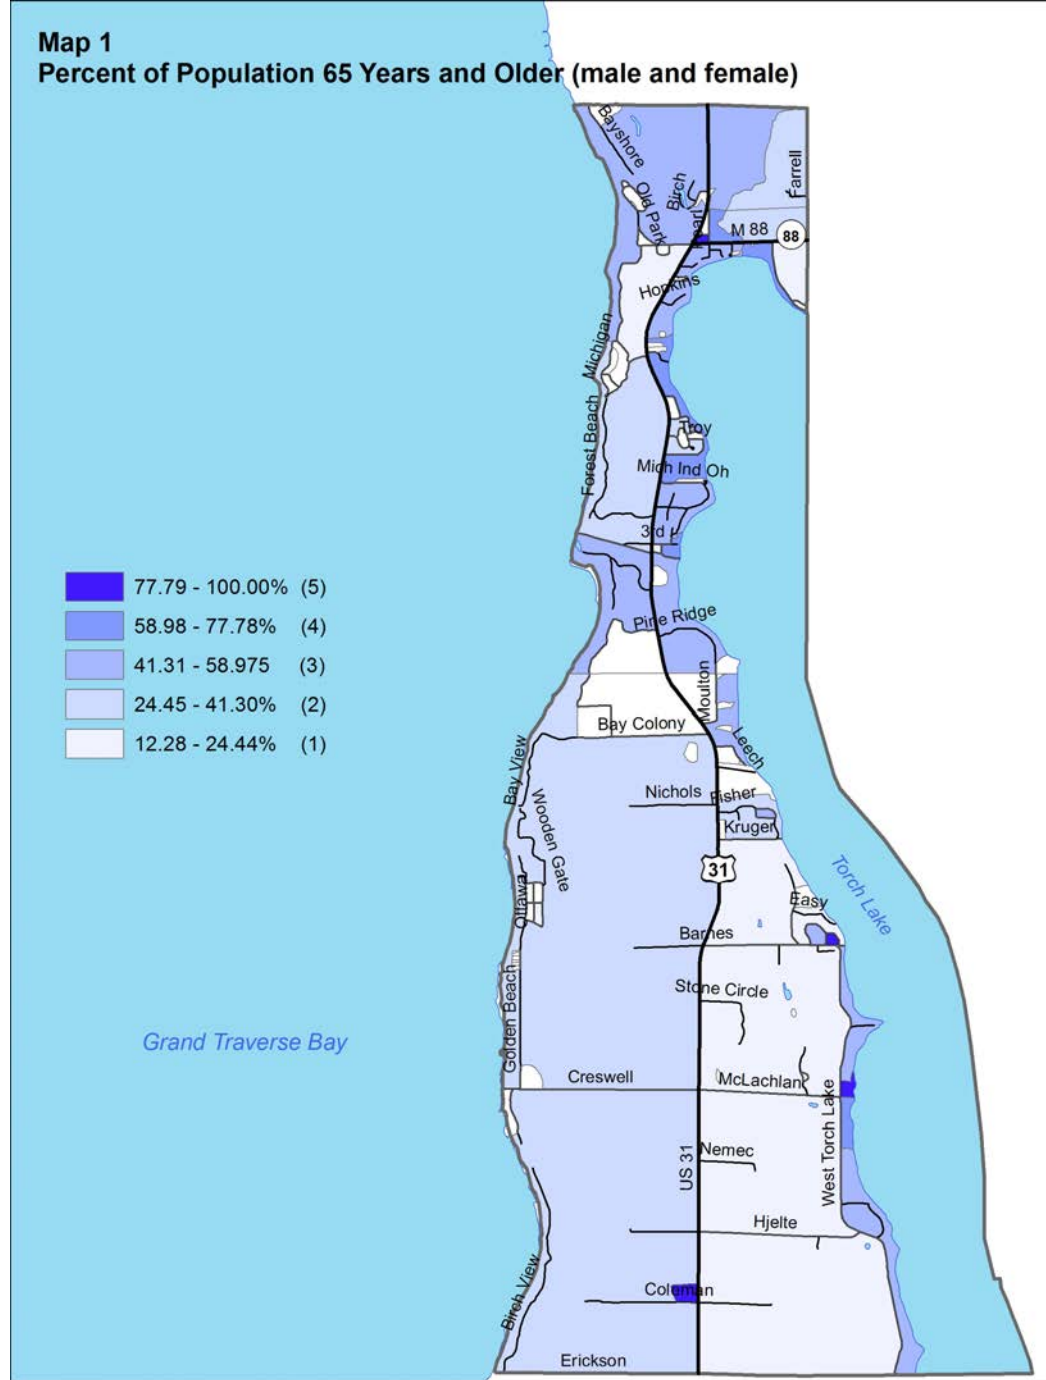 Map 1
Percent of Population 65 Years and Older (male and female)
Bayshore
Farrell
Birch
Old Park
Pearl
M 88
88
Hopkins
Michigan
Forest Beach
Troy
Mich Ind Oh
3rd
77.79 - 100.00% (5)
58.98 - 77.78% (4)
41.31 - 58.975 (3)
24.45 - 41.30% (2)
12.28 - 24.44% (1)
Pine Ridge
Moulton
Bay Colony
Leech
Bay View
Nichols
Fisher
Wooden Gate
Kruger
31
Torch Lake
Ottawa
Easy
Barnes
Stone Circle
Golden Beach
Grand Traverse Bay
Creswell
McLachlan
West Torch Lake
US 31
Nemec
Hjelte
Birch View
Coleman
Erickson